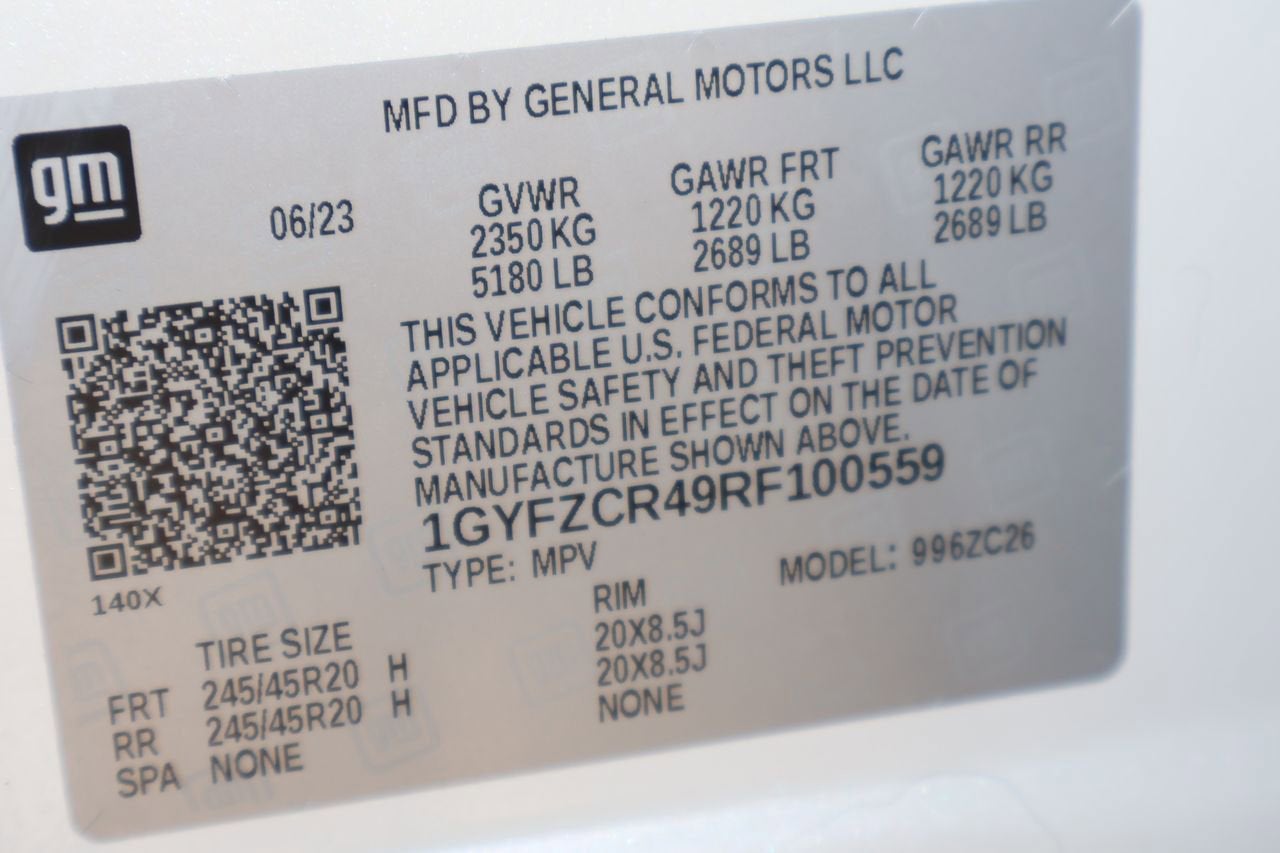 MFD BY GENERAL MOTORS LLC
gm
06/23
GVWR GAWR FRT GAWR RR
2350 KG 1220 KG 1220 KG
5180 LB 2689 LB 2689 LB
THIS VEHICLE CONFORMS TO ALL
APPLICABLE U.S. FEDERAL MOTOR
VEHICLE SAFETY AND THEFT PREVENTION
STANDARDS IN EFFECT ON THE DATE OF
MANUFACTURE SHOWN ABOVE.
1GYFZCR49RF100559
TYPE: MPV MODEL: 996ZC26
140X
TIRE SIZE RIM
FRT 245/45R20 H 20X8.5J
RR 245/45R20 H 20X8.5J
SPA NONE NONE